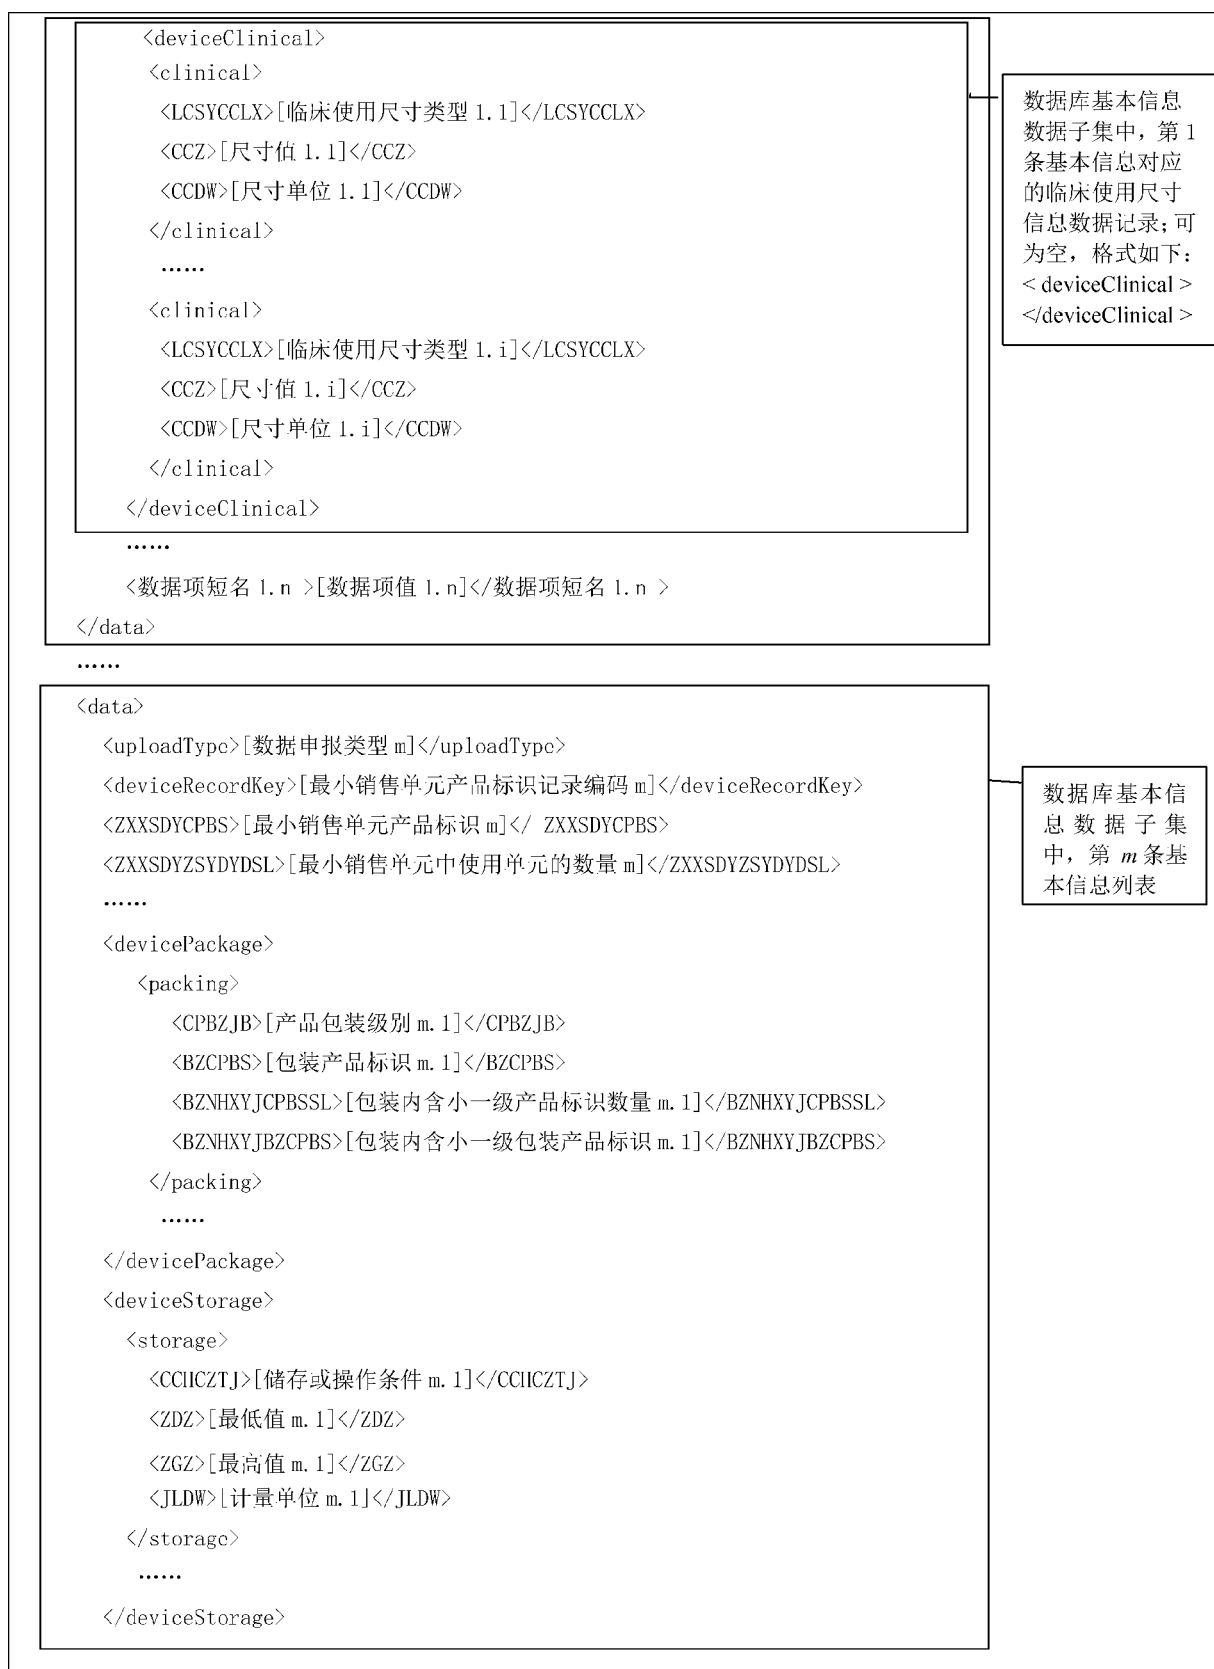 <deviceClinical>
<clinical>
<LCSYCCLX>[临床使用尺寸类型 1.1]</LCSYCCLX>
<CCZ>[尺寸值 1.1]</CCZ>
<CCDW>[尺寸单位 1.1]</CCDW>
</clinical>
……
<clinical>
<LCSYCCLX>[临床使用尺寸类型 1.i]</LCSYCCLX>
<CCZ>[尺寸值 1.i]</CCZ>
<CCDW>[尺寸单位 1.i]</CCDW>
</clinical>
</deviceClinical>
……
<数据项短名 1.n >[数据项值 1.n]</数据项短名 1.n >
</data>
……
数据库基本信息
数据子集中，第 1
条基本信息对应
的临床使用尺寸
信息数据记录；可
为空，格式如下：
< deviceClinical >
</deviceClinical >
<data>
<uploadType>[数据申报类型 m]</uploadType>
<deviceRecordKey>[最小销售单元产品标识记录编码 m]</deviceRecordKey>
<ZXXSDYCPBS>[最小销售单元产品标识 m]</ ZXXSDYCPBS>
<ZXXSDYZSYDYDSL>[最小销售单元中使用单元的数量 m]</ZXXSDYZSYDYDSL>
……
<devicePackage>
<packing>
<CPBZJB>[产品包装级别 m.1]</CPBZJB>
<BZCPBS>[包装产品标识 m.1]</BZCPBS>
<BZNHXYJCPBSSL>[包装内含小一级产品标识数量 m.1]</BZNHXYJCPBSSL>
<BZNHXYJBZCPBS>[包装内含小一级包装产品标识 m.1]</BZNHXYJBZCPBS>
</packing>
……
</devicePackage>
<deviceStorage>
<storage>
<CCHCZTJ>[储存或操作条件 m.1]</CCHCZTJ>
<ZDZ>[最低值 m.1]</ZDZ>
<ZGZ>[最高值 m.1]</ZGZ>
<JLDW>[计量单位 m.1]</JLDW>
</storage>
……
</deviceStorage>
数据库基本信
息数据子集
中，第 m 条基
本信息列表